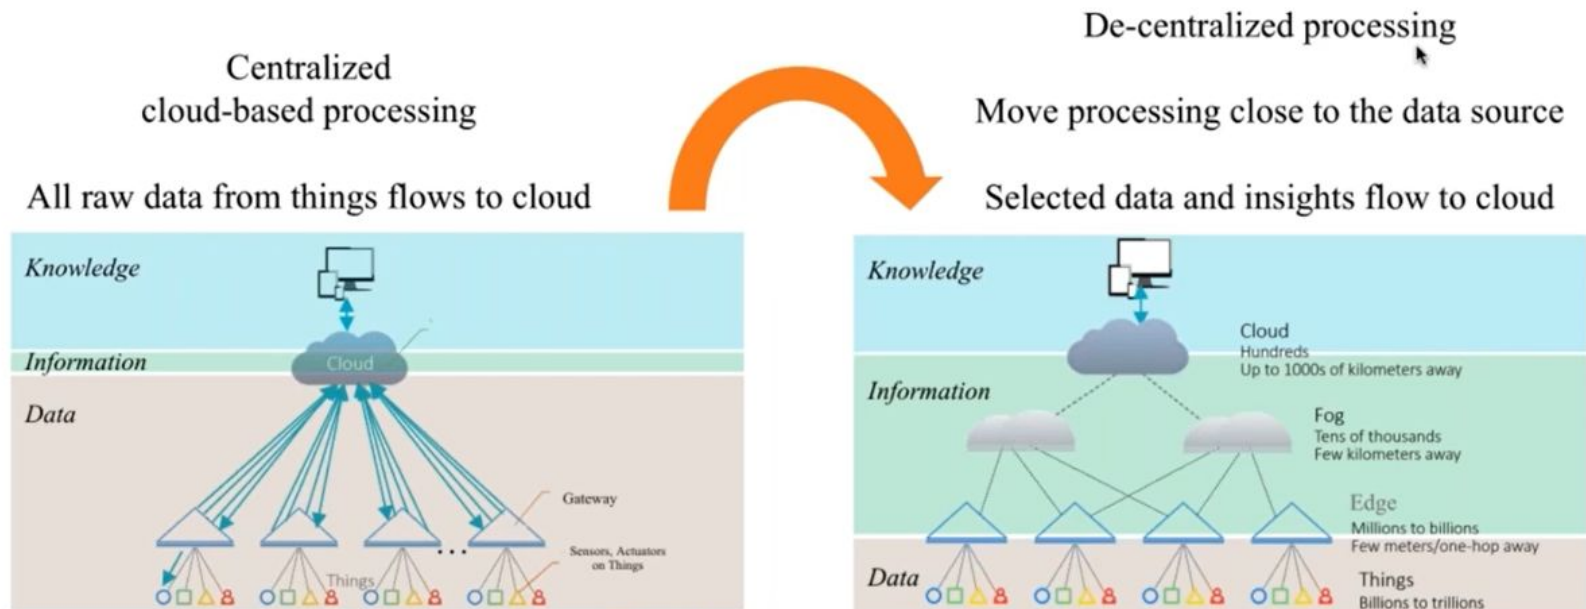 Centralized
cloud-based processing
All raw data from things flows to cloud
Knowledge
Information
Cloud
Data
Gateway
Sensors, Actuators
on Things
Things
De-centralized processing
Move processing close to the data source
Selected data and insights flow to cloud
Knowledge
Cloud
Hundreds
Up to 1000s of kilometers away
Information
Fog
Tens of thousands
Few kilometers away
Edge
Millions to billions
Few meters/one-hop away
Data
Things
Billions to trillions